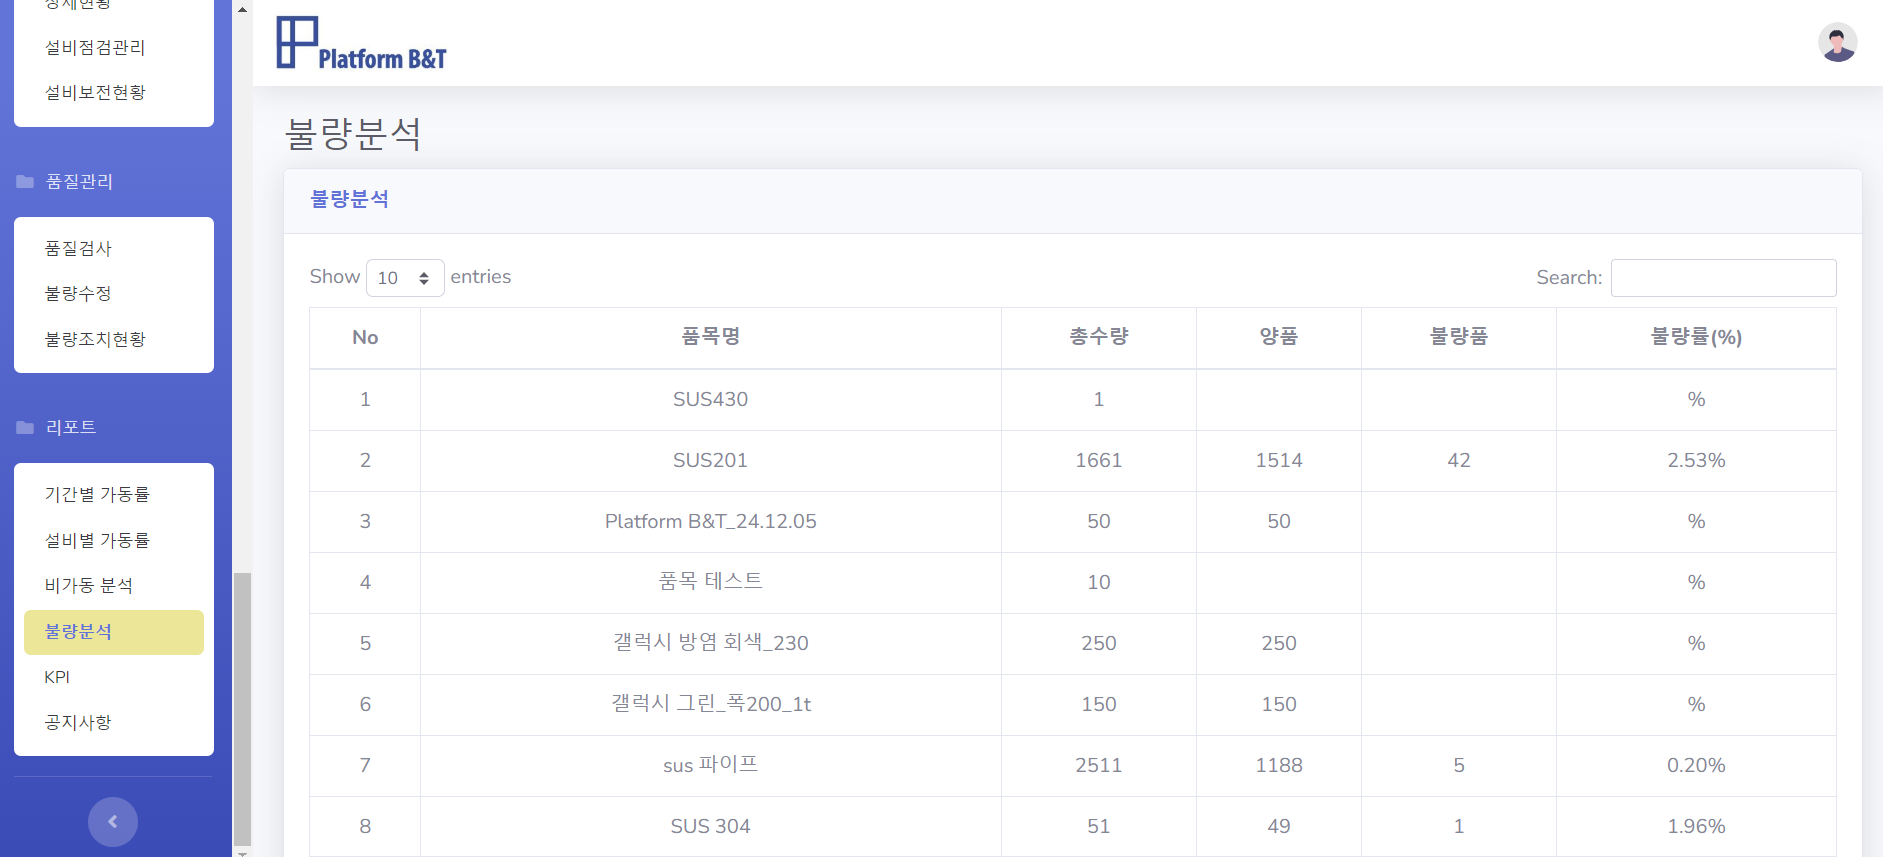 상세현황
설비점검관리
설비보전현황
품질관리
품질검사
불량수정
불량조치현황
리포트
기간별 가동률
설비별 가동률
비가동 분석
불량분석
KPI
공지사항
Platform B&T
불량분석
불량분석
Show 10 entries
Search:
No 품목명 총수량 양품 불량품 불량률(%)
1 SUS430 1 %
2 SUS201 1661 1514 42 2.53%
3 Platform B&T_24.12.05 50 50 %
4 품목 테스트 10 %
5 갤럭시 방염 회색_230 250 250 %
6 갤럭시 그린_폭200_1t 150 150 %
7 sus 파이프 2511 1188 5 0.20%
8 SUS 304 51 49 1 1.96%